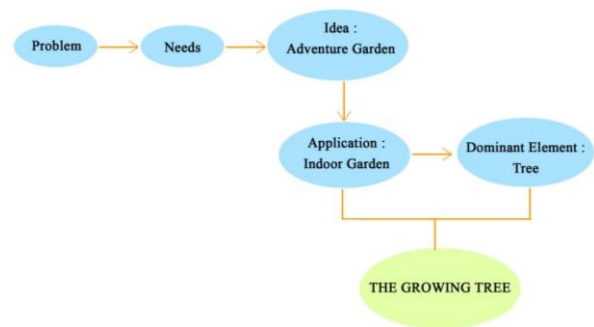 Problem
Needs
Idea :
Adventure Garden
Application :
Indoor Garden
Dominant Element :
Tree
THE GROWING TREE